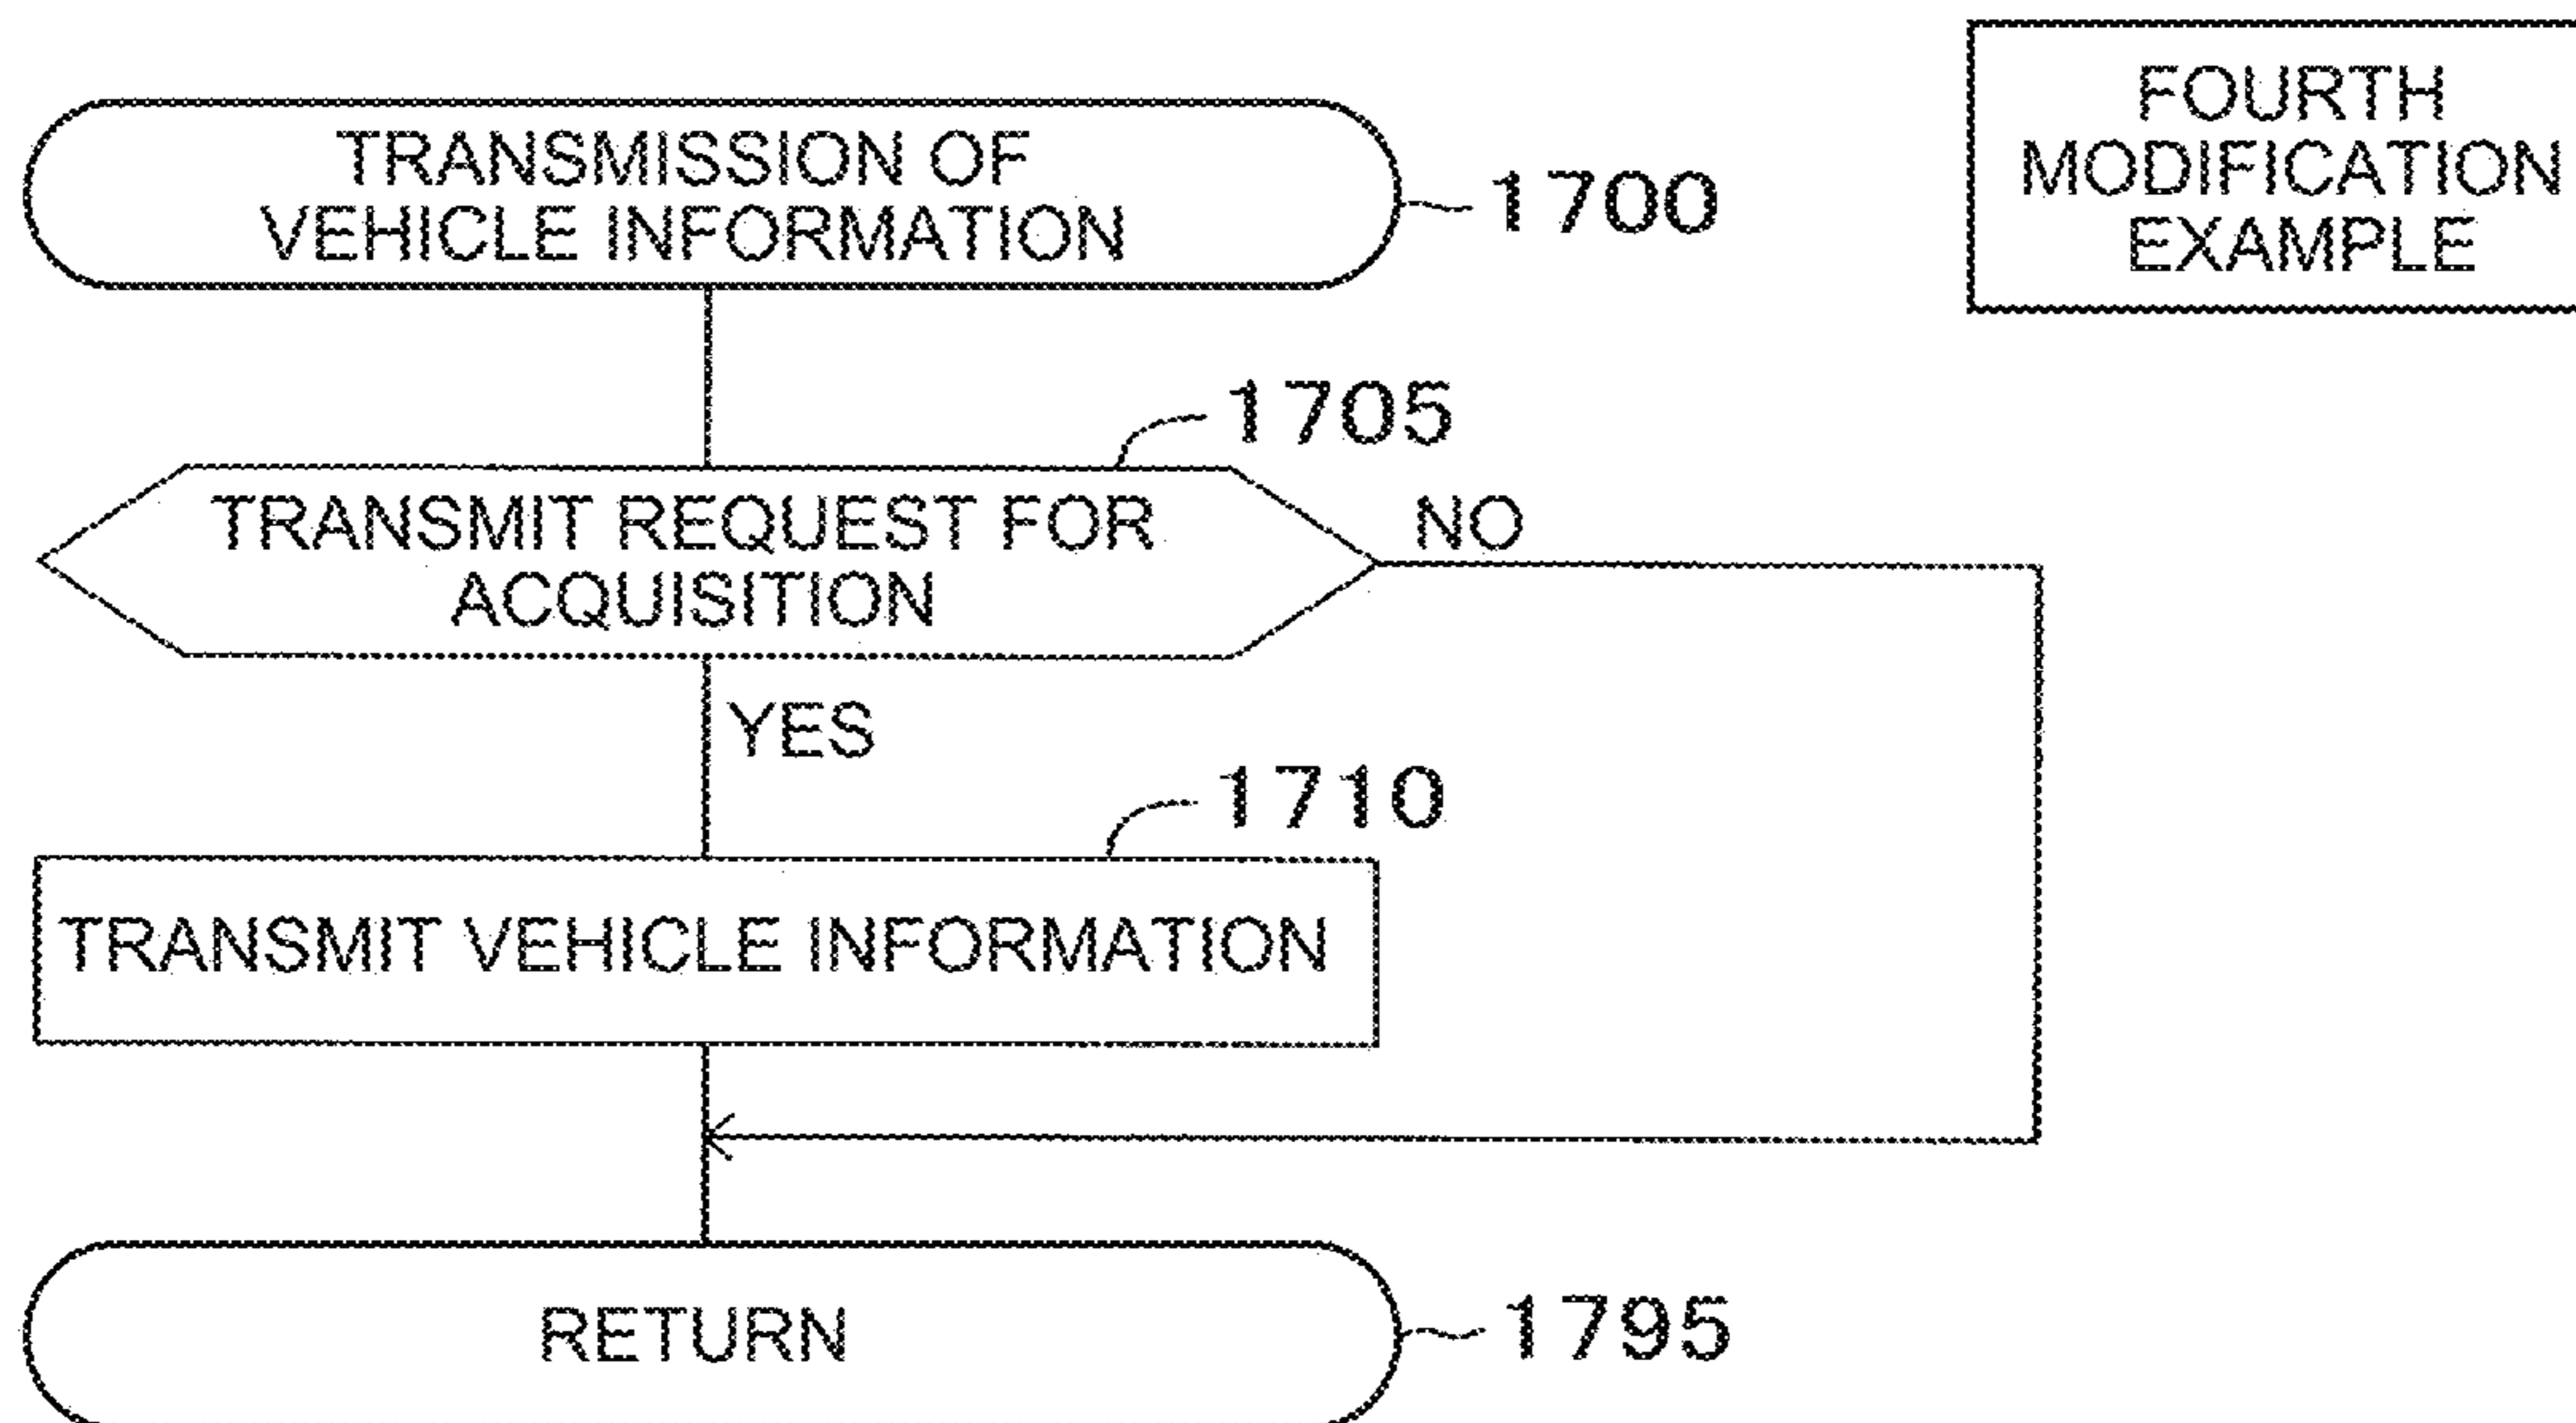 FOURTH
MODIFICATION
EXAMPLE
TRANSMISSION OF
VEHICLE INFORMATION
1700
1705
TRANSMIT REQUEST FOR
ACQUISITION
NO
YES
1710
TRANSMIT VEHICLE INFORMATION
RETURN
1795